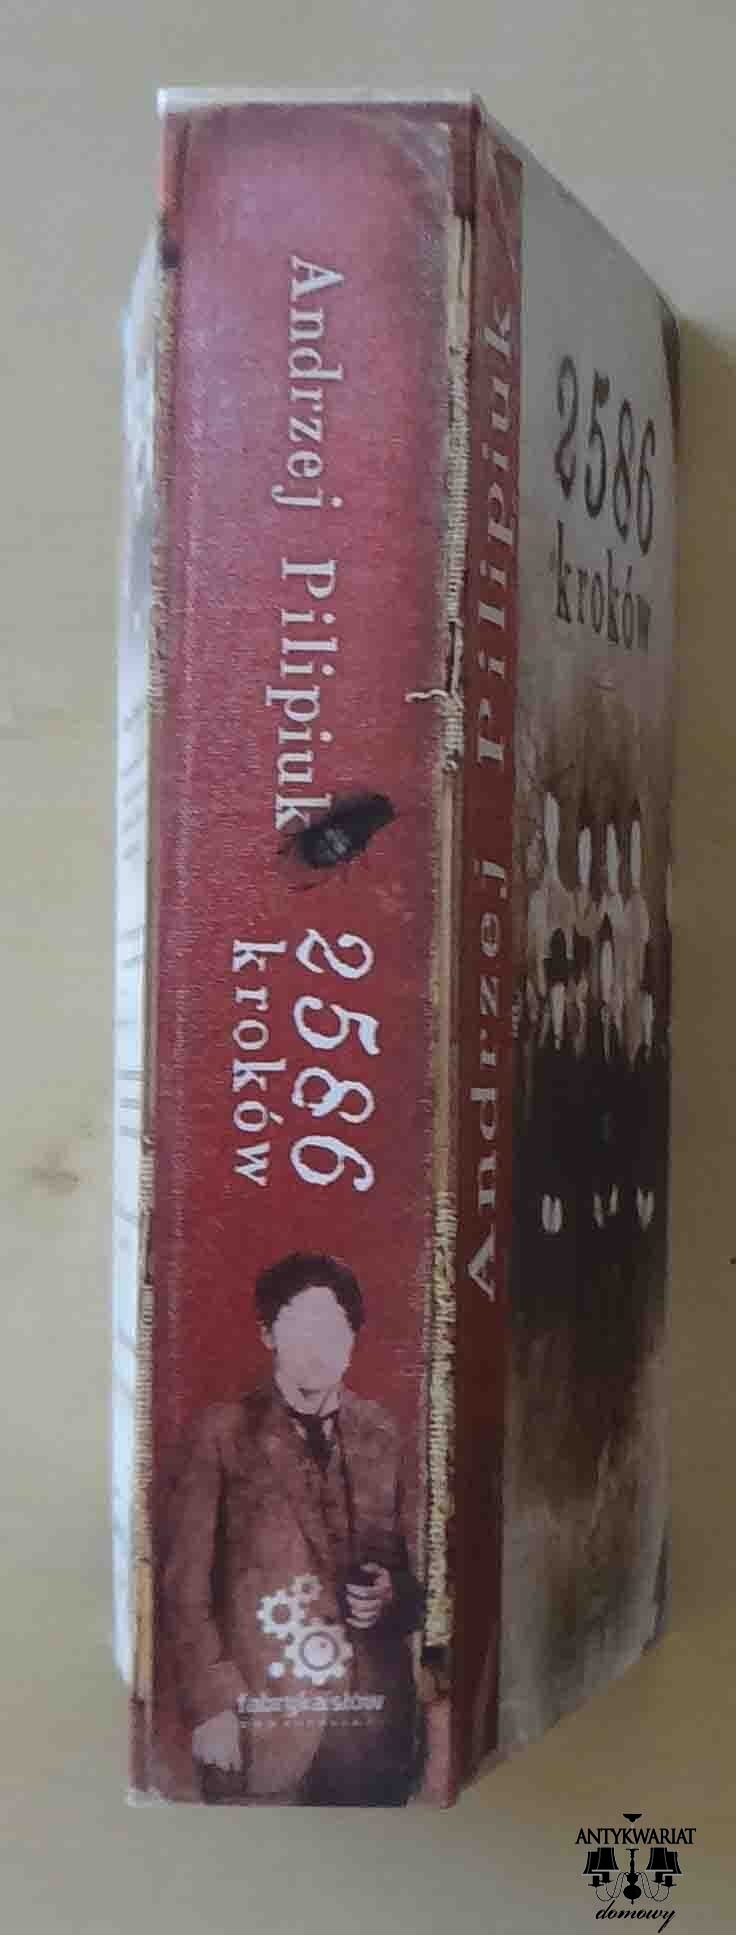 Andrzej Pilipiuk
2586
kroków
fabryka słów
Andrzej Pilipiuk
2586
kroków
ANTYKWARIAT
domowy